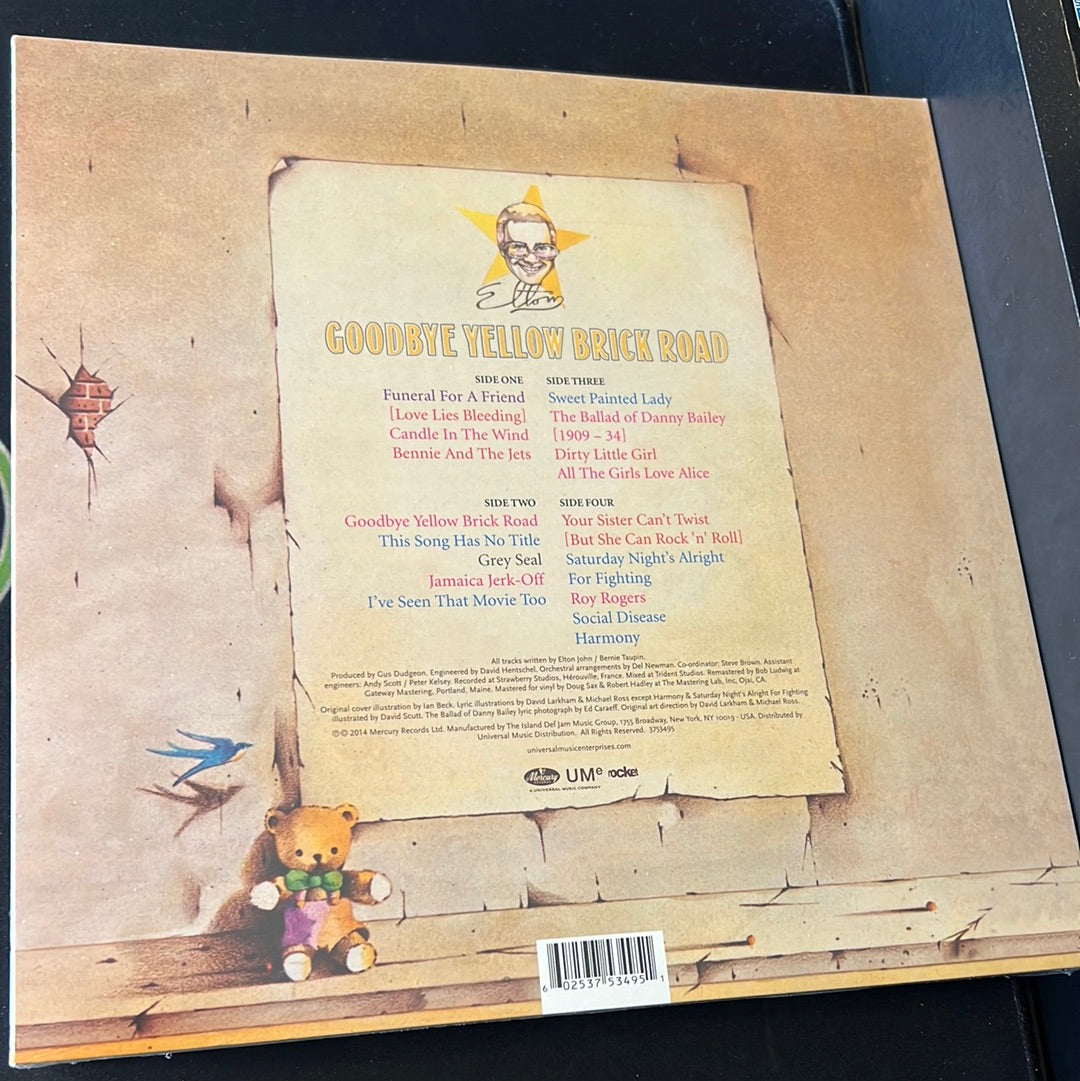 Elton
GOODBYE YELLOW BRICK ROAD
SIDE ONE
Funeral For A Friend
[Love Lies Bleeding]
Candle In The Wind
Bennie And The Jets
SIDE THREE
Sweet Painted Lady
The Ballad of Danny Bailey
[1909 – 34]
Dirty Little Girl
All The Girls Love Alice
SIDE TWO
Goodbye Yellow Brick Road
This Song Has No Title
Grey Seal
Jamaica Jerk-Off
I've Seen That Movie Too
SIDE FOUR
Your Sister Can't Twist
[But She Can Rock 'n' Roll]
Saturday Night's Alright
For Fighting
Roy Rogers
Social Disease
Harmony
All tracks written by Elton John / Bernie Taupin.
Produced by Gus Dudgeon. Engineered by David Hentschel. Orchestral arrangements by Del Newman. Co-ordinator: Steve Brown. Assistant
engineers: Andy Scott / Peter Kelsey. Recorded at Strawberry Studios, Hérouville, France. Mixed at Trident Studios. Remastered by Bob Ludwig at
Gateway Mastering, Portland, Maine. Mastered for vinyl by Doug Sax & Robert Hadley at The Mastering Lab, Inc, Ojai, CA.
Original cover illustration by Ian Beck. Lyric illustrations by David Larkham & Michael Ross except Harmony & Saturday Night's Alright For Fighting
illustrated by David Scutt. The Ballad of Danny Bailey lyric photograph by Ed Caraeff. Original art direction by David Larkham & Michael Ross.
℗ © 2014 Mercury Records Ltd. Manufactured by The Island Def Jam Music Group, 1755 Broadway, New York, NY 10019 - USA. Distributed by
Universal Music Distribution. All Rights Reserved. 3753495
universalmusicenterprises.com
Mercury UMe rocket
A UNIVERSAL MUSIC COMPANY
6 02537 53495 1